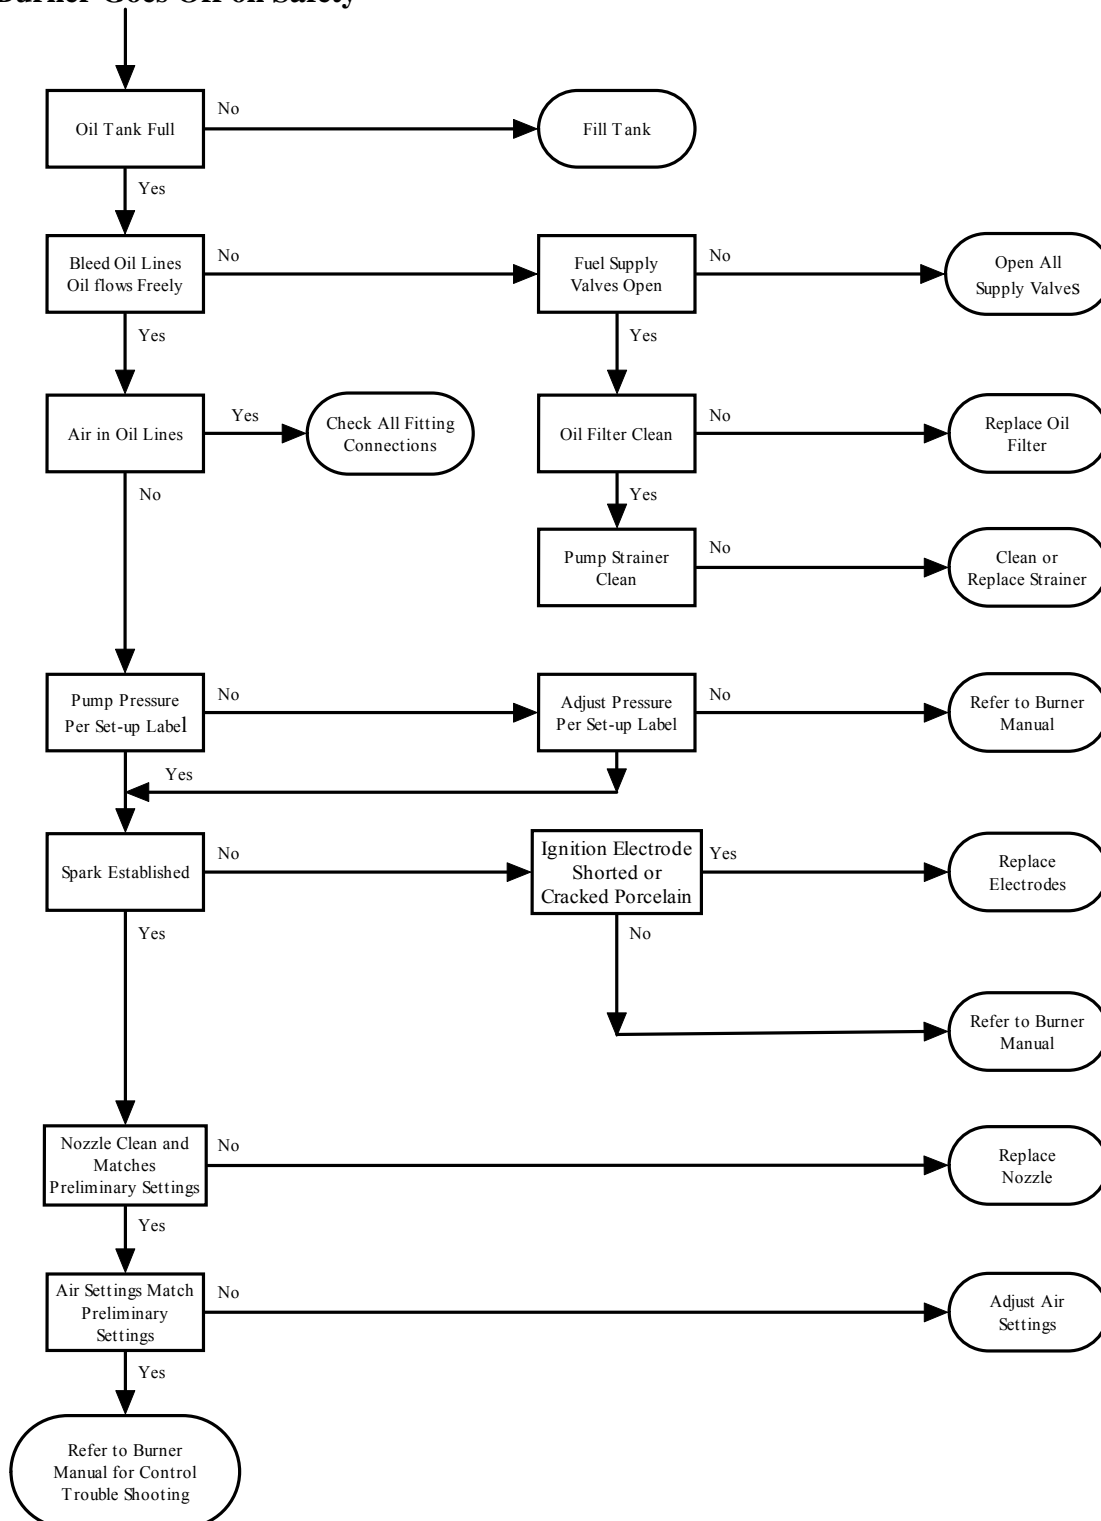 Burner Goes Off on Safety
Oil Tank Full
No
Fill Tank
Yes
Bleed Oil Lines
Oil flows Freely
No
Fuel Supply
Valves Open
No
Open All
Supply Valves
Yes
Yes
Air in Oil Lines
Yes
Check All Fitting
Connections
Oil Filter Clean
No
Replace Oil
Filter
No
Yes
Pump Strainer
Clean
No
Clean or
Replace Strainer
Pump Pressure
Per Set-up Label
No
Adjust Pressure
Per Set-up Label
No
Refer to Burner
Manual
Yes
Spark Established
No
Ignition Electrode
Shorted or
Cracked Porcelain
Yes
Replace
Electrodes
Yes
No
Refer to Burner
Manual
Nozzle Clean and
Matches
Preliminary Settings
No
Replace
Nozzle
Yes
Air Settings Match
Preliminary
Settings
No
Adjust Air
Settings
Yes
Refer to Burner
Manual for Control
Trouble Shooting